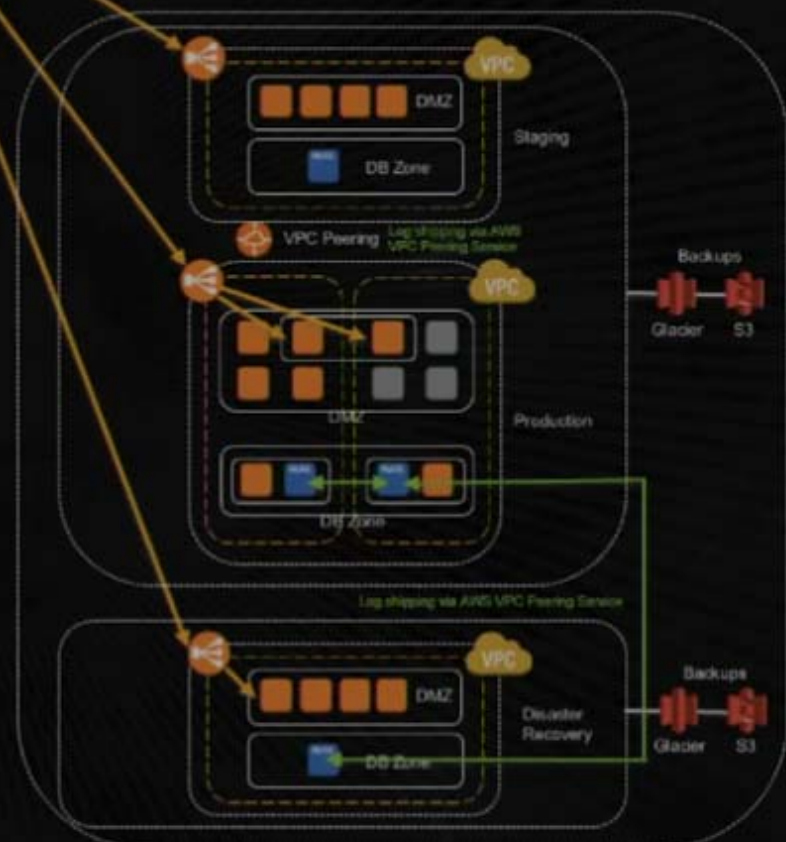 VPC
DMZ
Staging
DB Zone
VPC Peering
Log shipping via AWS
VPC Peering Service
VPC
Backups
Glacier
S3
DMZ
Production
DB Zone
Log shipping via AWS VPC Peering Service
VPC
DMZ
Disaster
Recovery
Backups
Glacier
S3
DB Zone